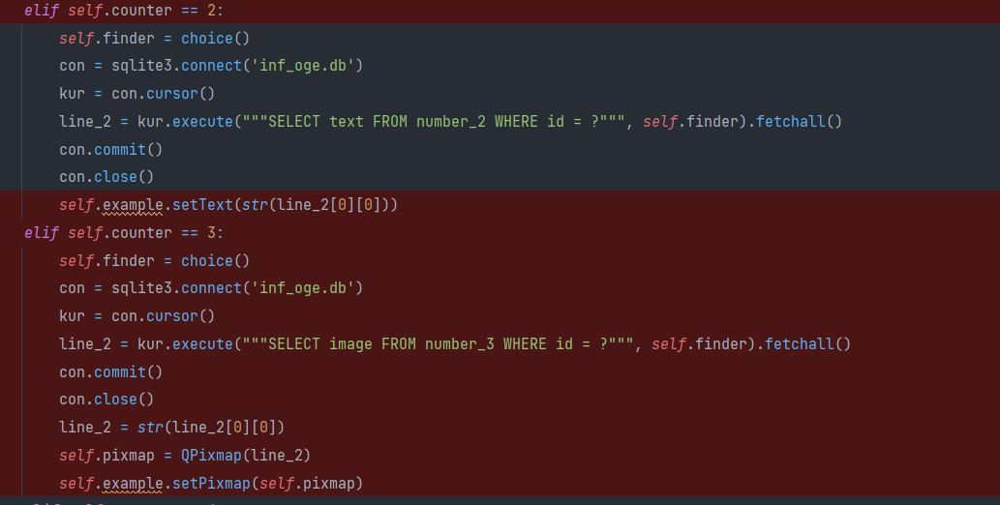 elif self.counter == 2:
self.finder = choice()
con = sqlite3.connect('inf_oge.db')
kur = con.cursor()
line_2 = kur.execute("""SELECT text FROM number_2 WHERE id = ?""", self.finder).fetchall()
con.commit()
con.close()
self.example.setText(str(line_2[0][0]))
elif self.counter == 3:
self.finder = choice()
con = sqlite3.connect('inf_oge.db')
kur = con.cursor()
line_2 = kur.execute("""SELECT image FROM number_3 WHERE id = ?""", self.finder).fetchall()
con.commit()
con.close()
line_2 = str(line_2[0][0])
self.pixmap = QPixmap(line_2)
self.example.setPixmap(self.pixmap)